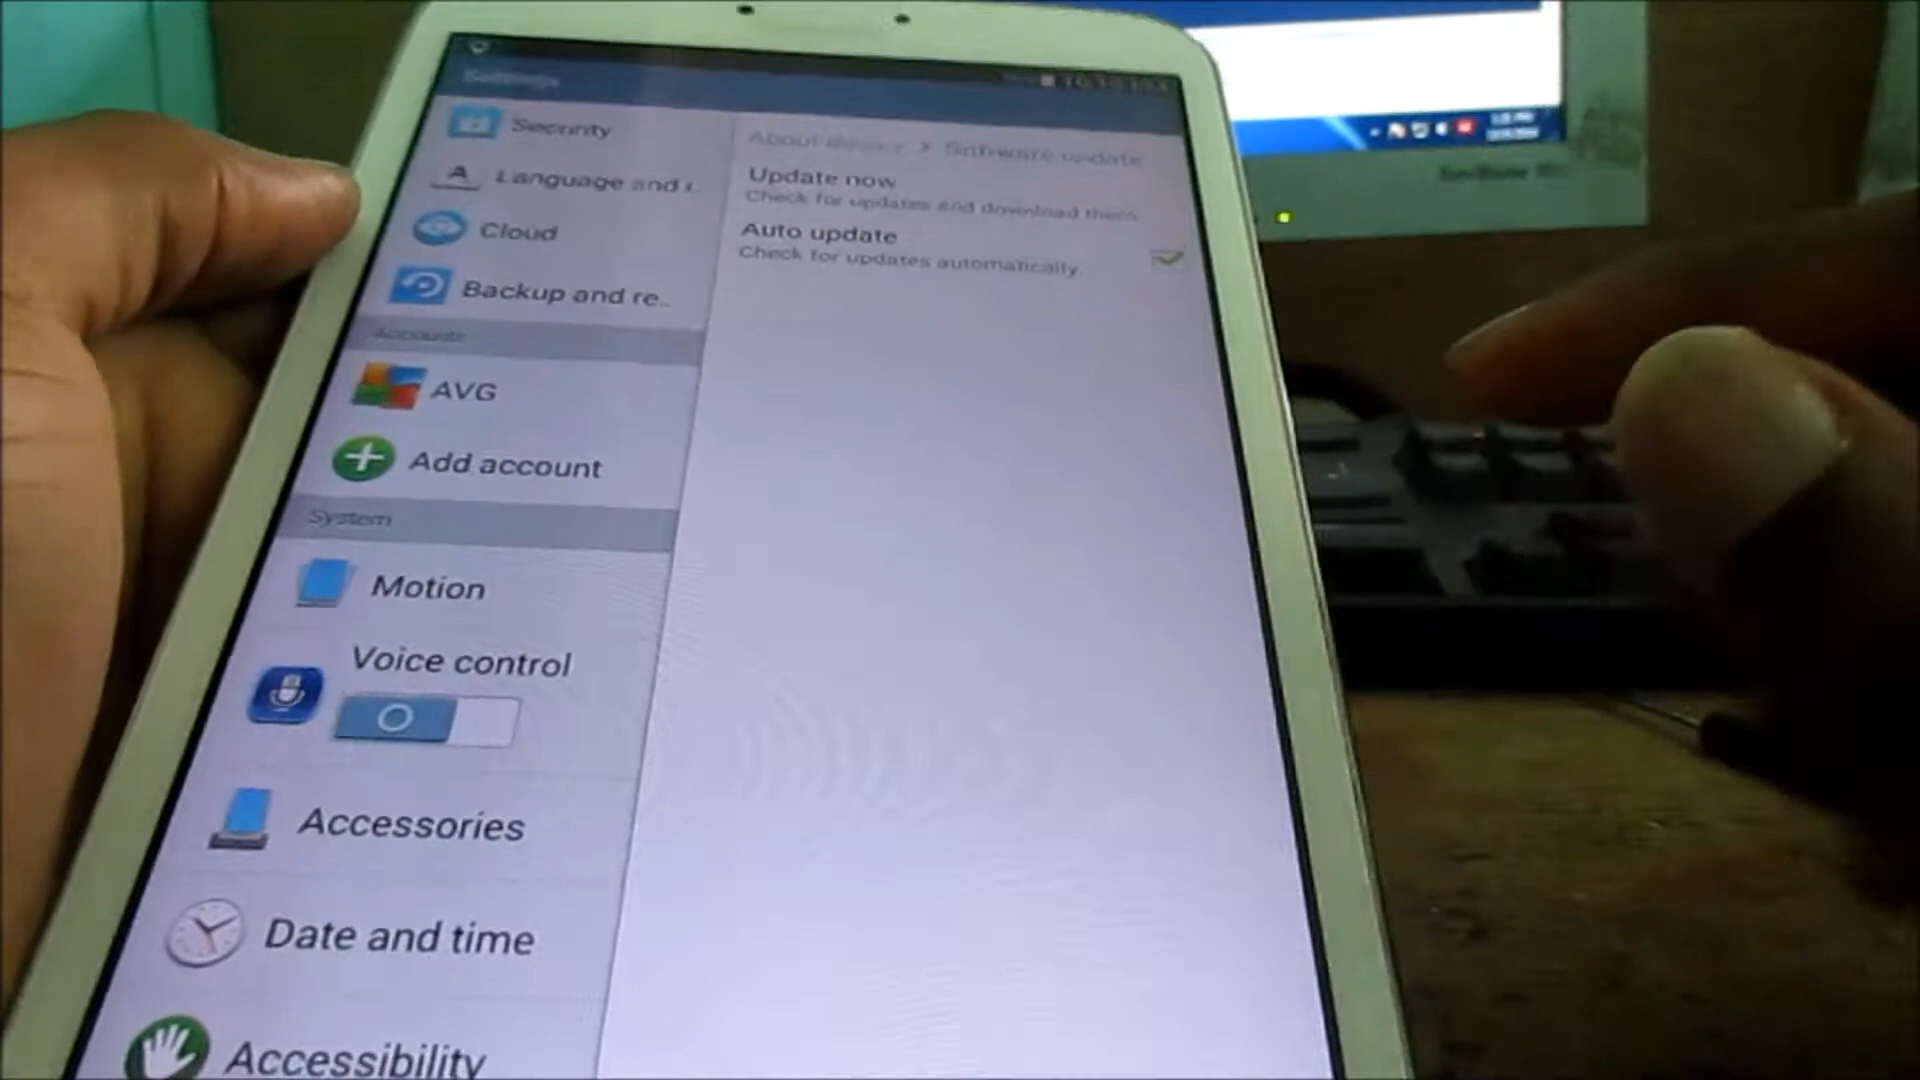 Settings
Security
Language and i..
Cloud
Backup and re..
Accounts
AVG
Add account
System
Motion
Voice control
Accessories
Date and time
Accessibility
About device > Software update
Update now
Check for updates and download them
Auto update
Check for updates automatically